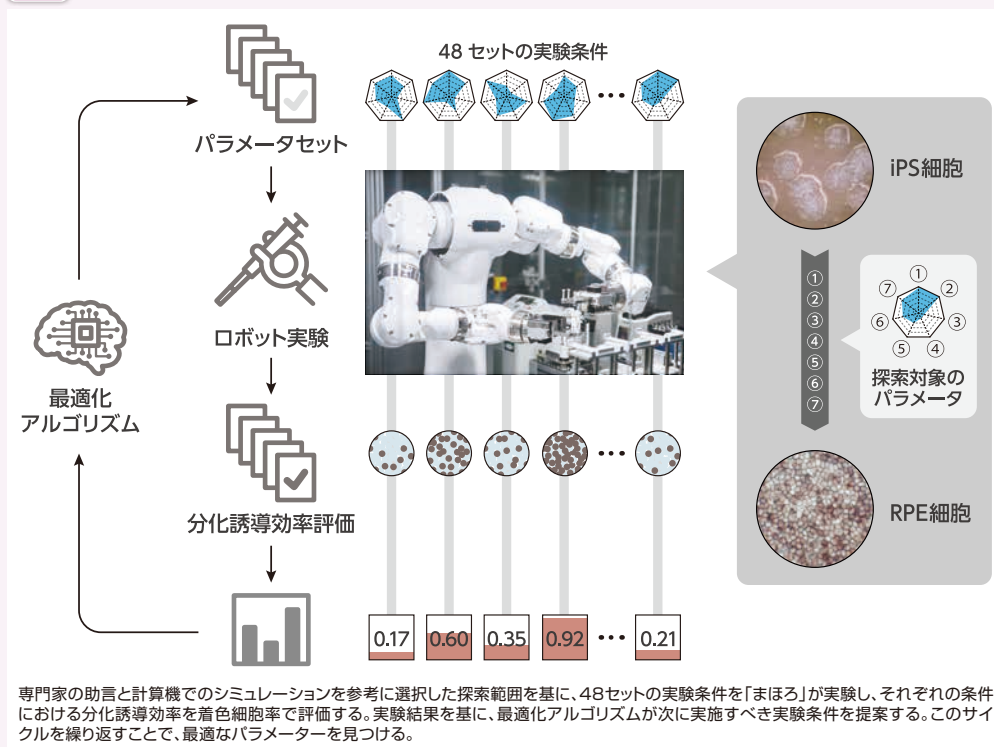 48 セットの実験条件
パラメータセット
ロボット実験
最適化
アルゴリズム
分化誘導効率評価
0.17
0.60
0.35
0.92
•••
0.21
iPS細胞
①
②
③
④
⑤
⑥
⑦
①
②
③
④
⑤
⑥
⑦
探索対象の
パラメータ
RPE細胞
専門家の助言と計算機でのシミュレーションを参考に選択した探索範囲を基に、48セットの実験条件を「まほろ」が実験し、それぞれの条件
における分化誘導効率を着色細胞率で評価する。実験結果を基に、最適化アルゴリズムが次に実施すべき実験条件を提案する。このサイ
クルを繰り返すことで、最適なパラメーターを見つける。